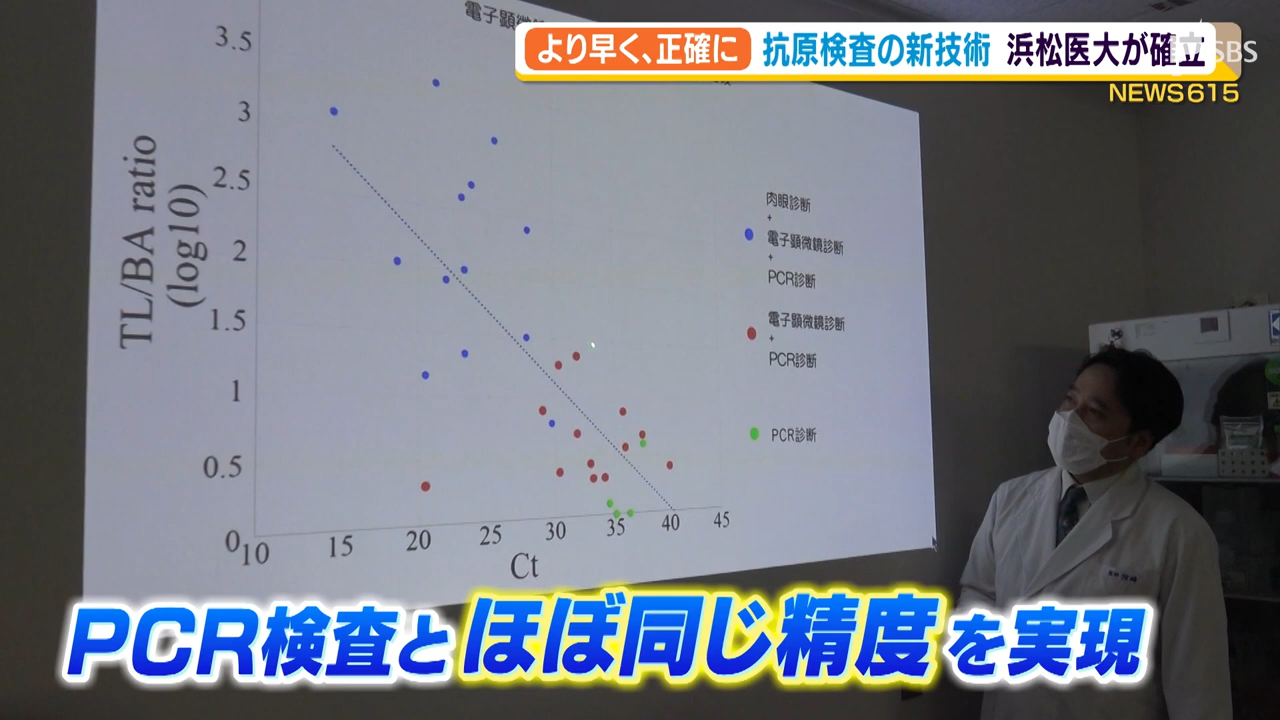 より早く、正確に 抗原検査の新技術 浜松医大が確立
SBS
NEWS615
電子顕微
3.5
3
2.5
2
1.5
1
0.5
0
TL/BA ratio
(log10)
10 15 20 25 30 35 40 45
Ct
肉眼診断
+
電子顕微鏡診断
+
PCR診断
電子顕微鏡診断
+
PCR診断
PCR診断
PCR検査とほぼ同じ精度を実現